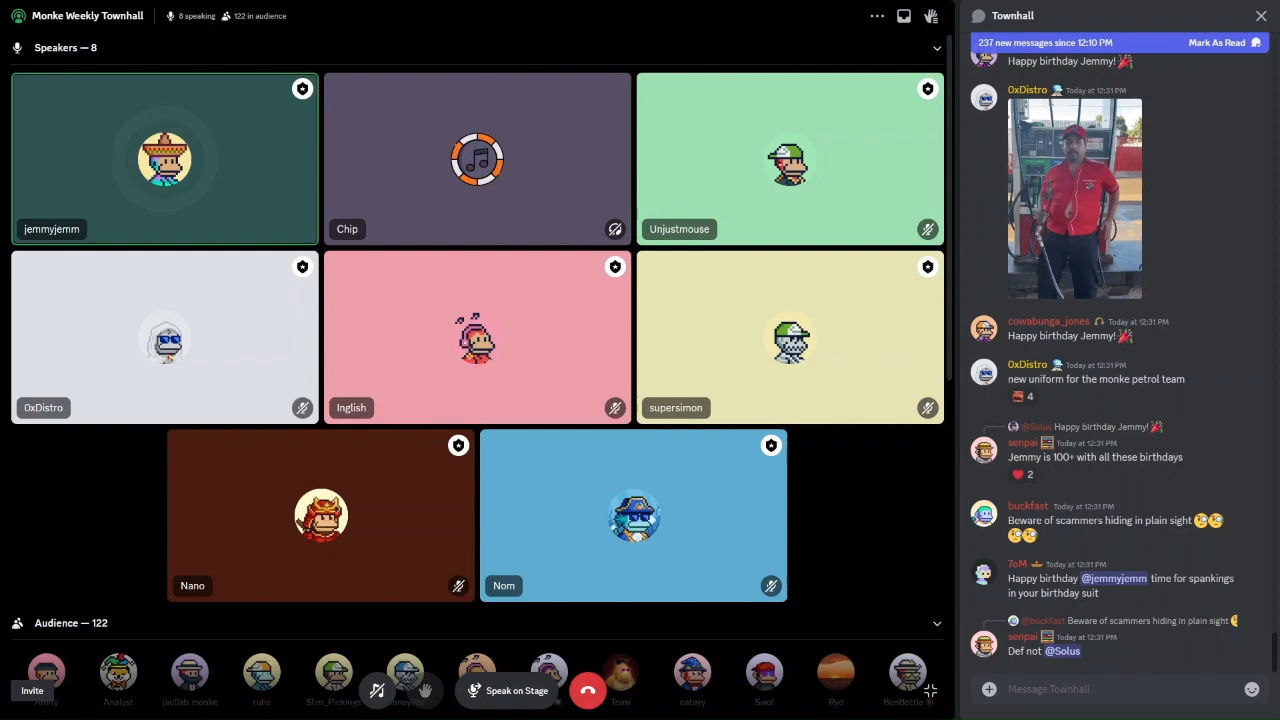 Monke Weekly Townhall
8 speaking 122 in audience
Speakers — 8
jemmyjemm
Chip
Unjustmouse
0xDistro
Inglish
supersimon
Nano
Nom
Audience — 122
Analyst
jac0xb.monke
rutie
Slim_Pickings
Toasi
catayy
Swol
Ryo
BenBottle
Invite
Speak on Stage
Townhall
237 new messages since 12:10 PM Mark As Read
Happy birthday Jemmy! 🎉
0xDistro Today at 12:31 PM
cowabunga_jones Today at 12:31 PM
Happy birthday Jemmy! 🎉
0xDistro Today at 12:31 PM
new uniform for the monke petrol team
4
@Solus Happy birthday Jemmy! 🎉
senpai Today at 12:31 PM
Jemmy is 100+ with all these birthdays
❤️ 2
buckfast Today at 12:31 PM
Beware of scammers hiding in plain sight 🧐🧐
🧐🧐
7oM Today at 12:31 PM
Happy birthday @jemmyjemm time for spankings
in your birthday suit
@buckfast Beware of scammers hiding in plain sight
senpai Today at 12:31 PM
Def not @Solus
Message Townhall